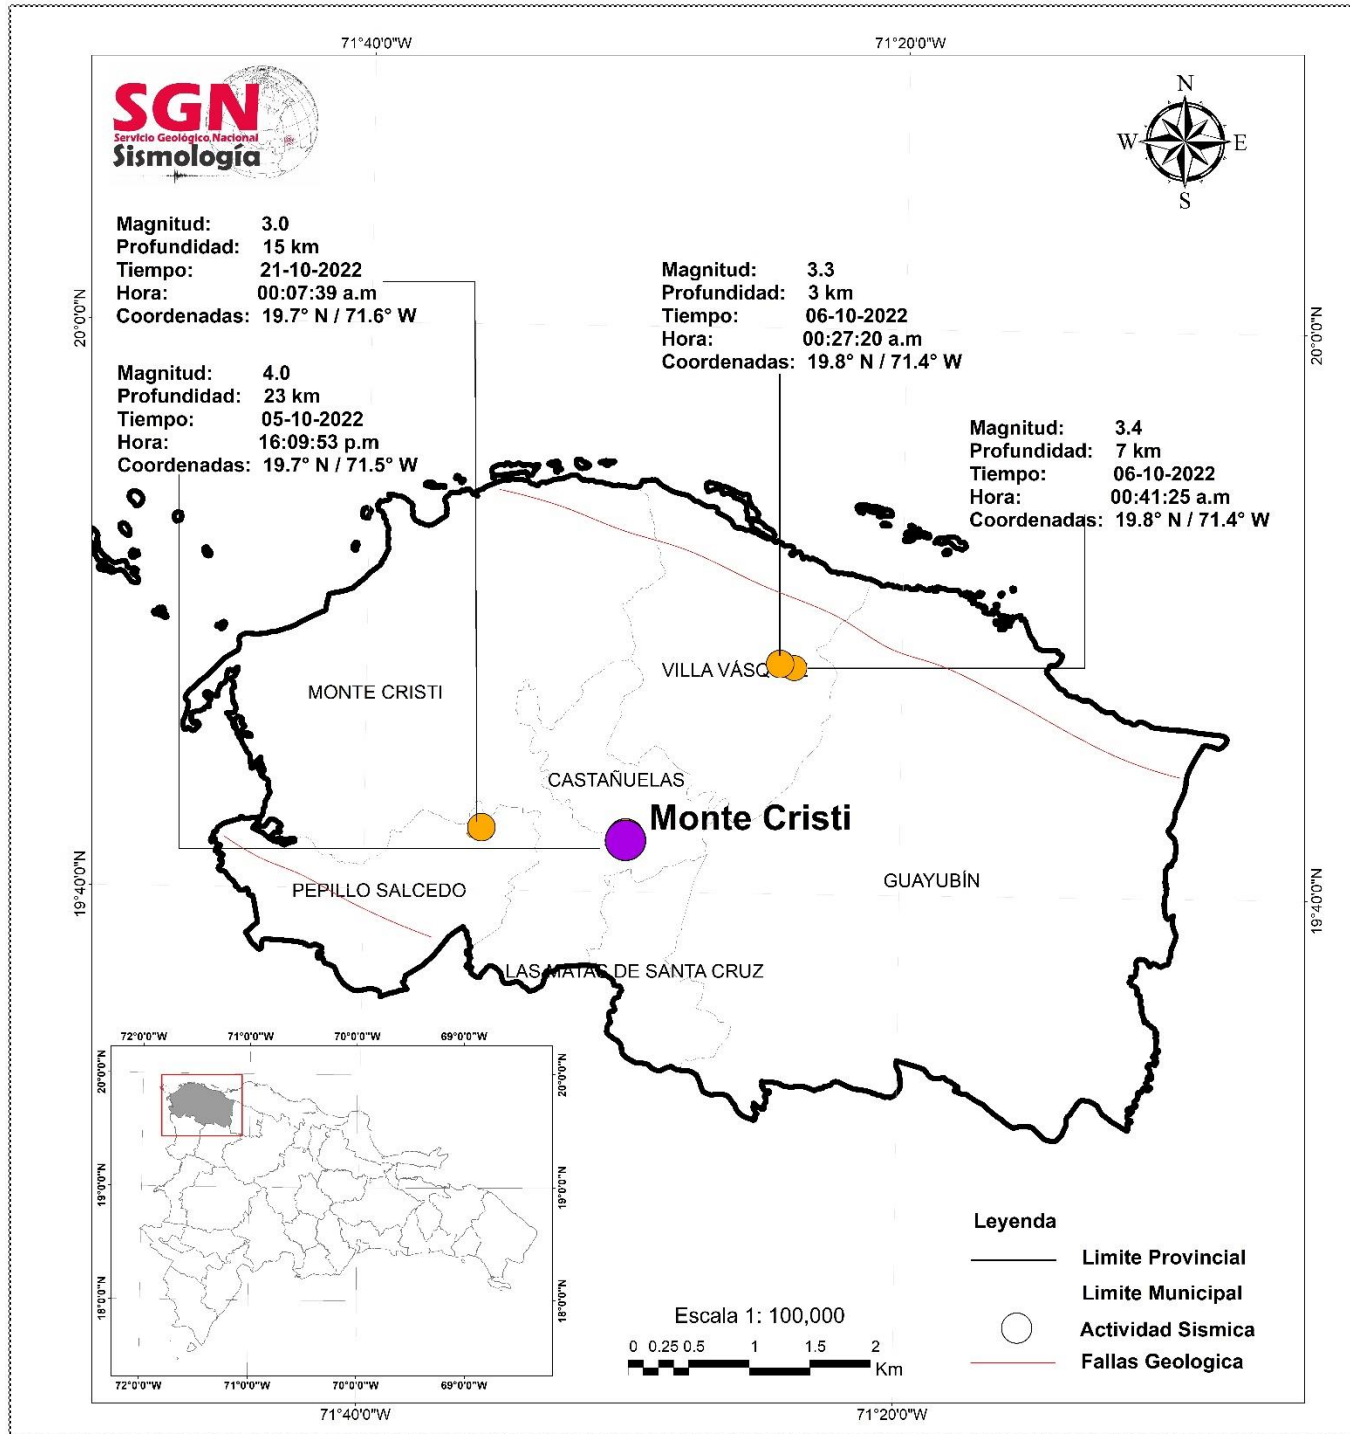 71°40'0"W
71°20'0"W
SGN
Servicio Geológico Nacional
Sismología
N
W
E
S
Magnitud: 3.0
Profundidad: 15 km
Tiempo: 21-10-2022
Hora: 00:07:39 a.m
Coordenadas: 19.7° N / 71.6° W
Magnitud: 3.3
Profundidad: 3 km
Tiempo: 06-10-2022
Hora: 00:27:20 a.m
Coordenadas: 19.8° N / 71.4° W
20°0'0"N
20°0'0"N
Magnitud: 4.0
Profundidad: 23 km
Tiempo: 05-10-2022
Hora: 16:09:53 p.m
Coordenadas: 19.7° N / 71.5° W
Magnitud: 3.4
Profundidad: 7 km
Tiempo: 06-10-2022
Hora: 00:41:25 a.m
Coordenadas: 19.8° N / 71.4° W
VILLA
MONTE CRISTI
CASTAÑUELAS
Monte Cristi
GUAYUBÍN
PEPILLO SALCEDO
19°40'0"N
19°40'0"N
LAS MATAS DE SANTA CRUZ
72°0'0"W
71°0'0"W
70°0'0"W
69°0'0"W
20°0'0"N
20°0'0"N
19°0'0"N
19°0'0"N
18°0'0"N
18°0'0"N
72°0'0"W
71°0'0"W
70°0'0"W
69°0'0"W
Leyenda
Limite Provincial
Limite Municipal
Actividad Sismica
Fallas Geologica
Escala 1: 100,000
0 0.25 0.5 1 1.5 2
Km
71°40'0"W
71°20'0"W